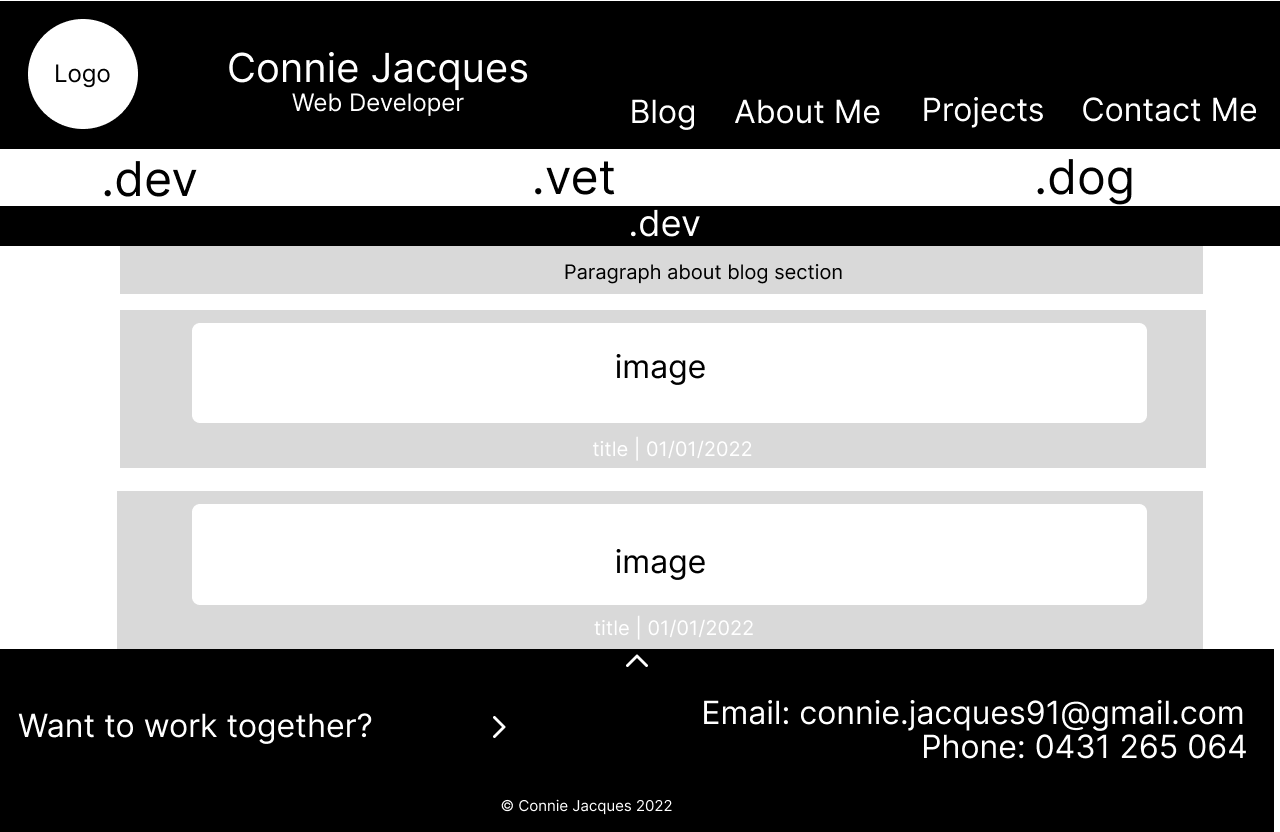 Logo
Connie Jacques
Web Developer
Blog About Me Projects Contact Me
.dev .vet .dog
.dev
Paragraph about blog section
image
title | 01/01/2022
image
title | 01/01/2022
Want to work together?
Email: connie.jacques91@gmail.com
Phone: 0431 265 064
© Connie Jacques 2022